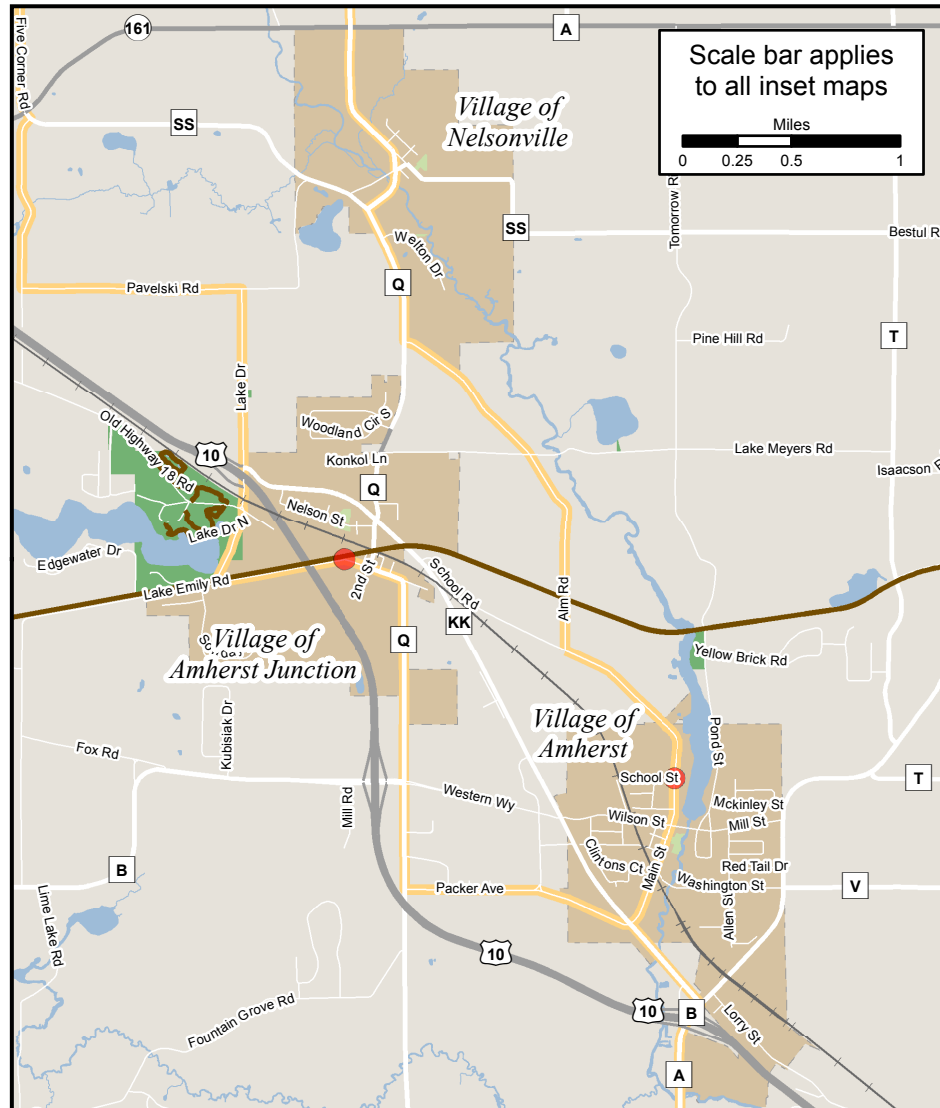 161
A
Five Corner Rd
Scale bar applies
to all inset maps
Miles
0 0.25 0.5 1
Village of
Nelsonville
SS
Tomorrow R
SS
Bestul R
Welton Dr
Q
Pavelski Rd
T
Pine Hill Rd
Lake Dr
Old Highway 18 Rd
Woodland Cir S
10
Konkol Ln
Lake Meyers Rd
Isaacson
Q
Nelson St
Lake Dr N
Edgewater Dr
2nd St
School Rd
Lake Emily Rd
Alm Rd
KK
Q
Village of
Amherst Junction
Yellow Brick Rd
Kubisiak Dr
Village of
Amherst
Pond St
Fox Rd
School St
T
Western Wy
Mckinley St
Mill Rd
Wilson St
Mill St
Clintons Ct
B
Main St
Red Tail Dr
Packer Ave
Washington St
V
Lime Lake Rd
Allen St
10
Fountain Grove Rd
10
B
Lorry St
A